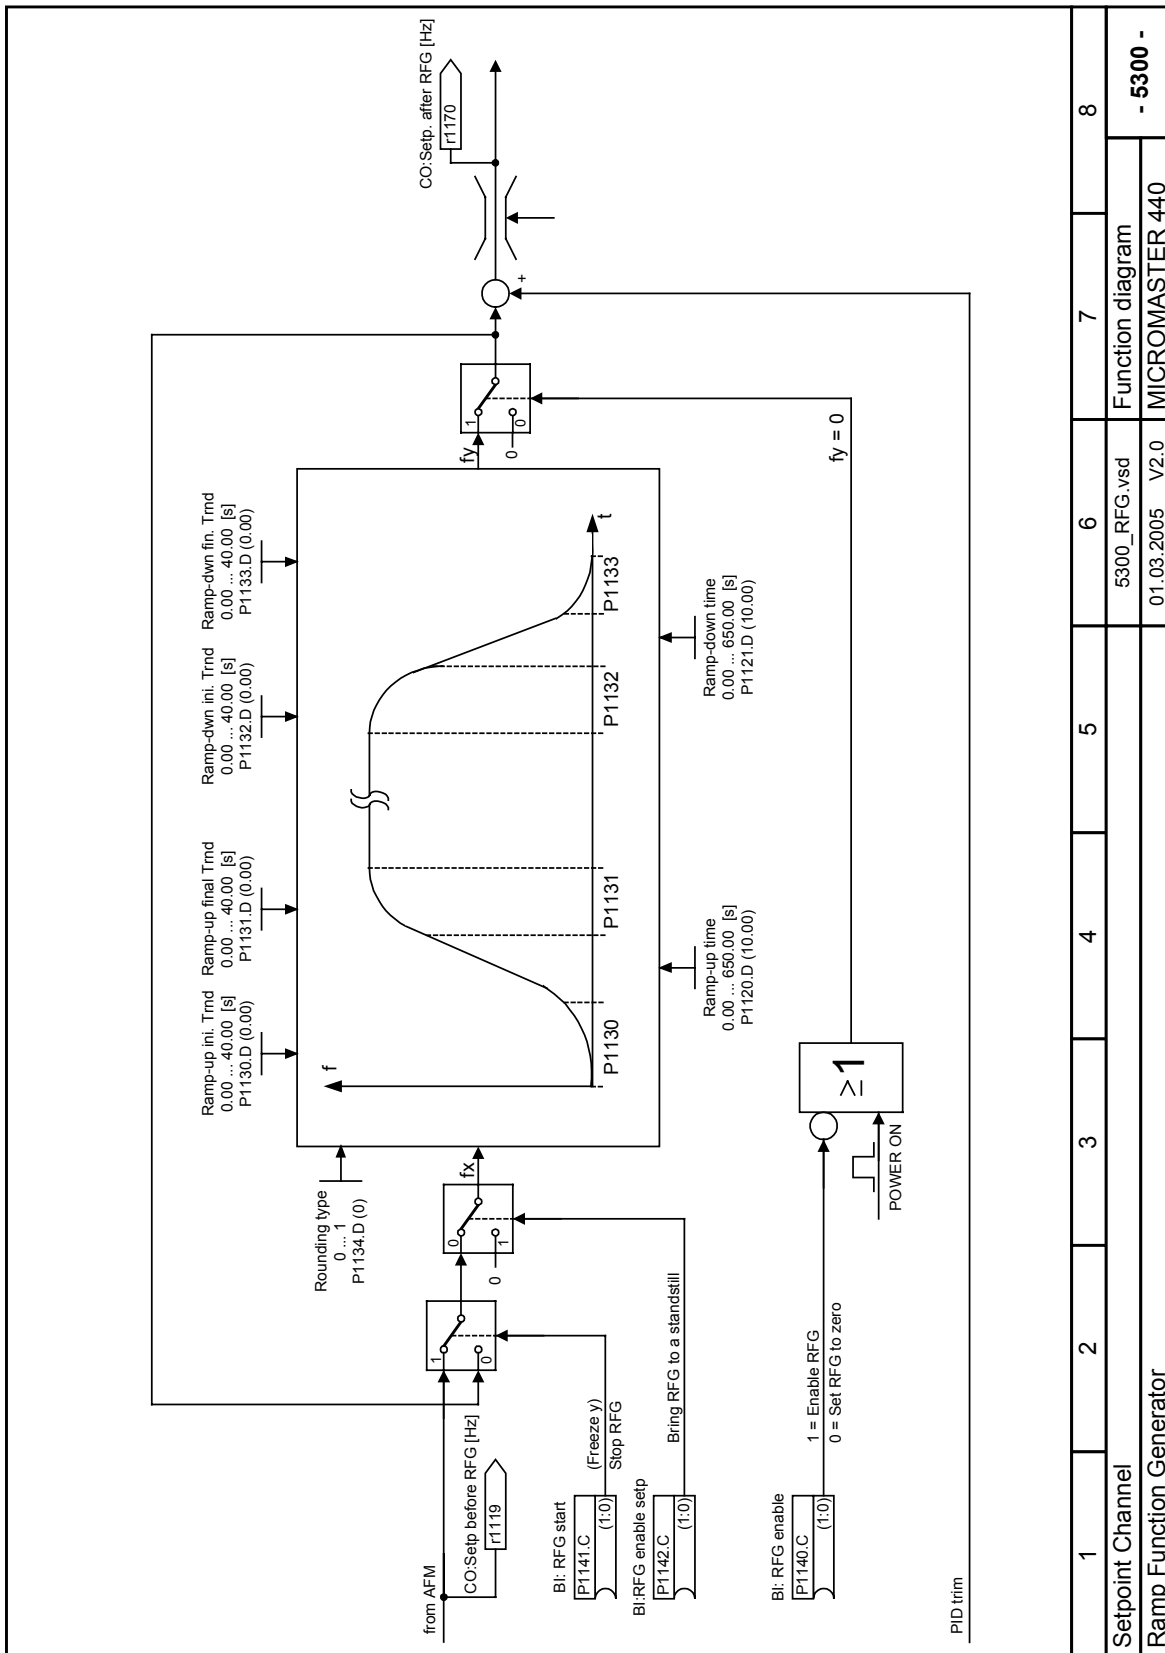 from AFM
CO:Setp before RFG [Hz]
r1119
BI: RFG start
P1141.C
(1:0)
(Freeze y)
Stop RFG
BI:RFG enable setp
P1142.C
(1:0)
Bring RFG to a standstill
BI: RFG enable
P1140.C
(1:0)
1 = Enable RFG
0 = Set RFG to zero
PID trim
1
0
0
1
0
Rounding type
0 ... 1
P1134.D (0)
fx
POWER ON
≥1
Ramp-up ini. Trnd
0.00 ... 40.00 [s]
P1130.D (0.00)
Ramp-up final Trnd
0.00 ... 40.00 [s]
P1131.D (0.00)
Ramp-dwn ini. Trnd
0.00 ... 40.00 [s]
P1132.D (0.00)
Ramp-dwn fin. Trnd
0.00 ... 40.00 [s]
P1133.D (0.00)
f
t
P1130
P1131
P1132
P1133
Ramp-up time
0.00 ... 650.00 [s]
P1120.D (10.00)
Ramp-down time
0.00 ... 650.00 [s]
P1121.D (10.00)
fy
1
0
0
fy = 0
+
CO:Setp. after RFG [Hz]
r1170
1
2
3
4
5
6
7
8
Setpoint Channel
5300_RFG.vsd
Function diagram
- 5300 -
Ramp Function Generator
01.03.2005 V2.0
MICROMASTER 440